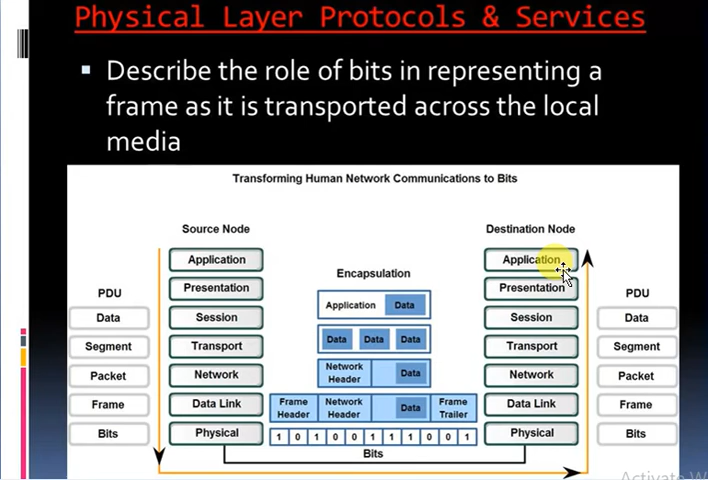 Physical Layer Protocols & Services
Describe the role of bits in representing a
frame as it is transported across the local
media
Transforming Human Network Communications to Bits
Source Node
Destination Node
Application
Presentation
Session
Transport
Network
Data Link
Physical
PDU
Data
Segment
Packet
Frame
Bits
Encapsulation
Application Data
Data Data Data
Network
Header
Data
Frame
Header
Network
Header
Data
Frame
Trailer
1 0 1 0 0 1 1 1 0 0 1
Bits
Application
Presentation
Session
Transport
Network
Data Link
Physical
PDU
Data
Segment
Packet
Frame
Bits
Activate W